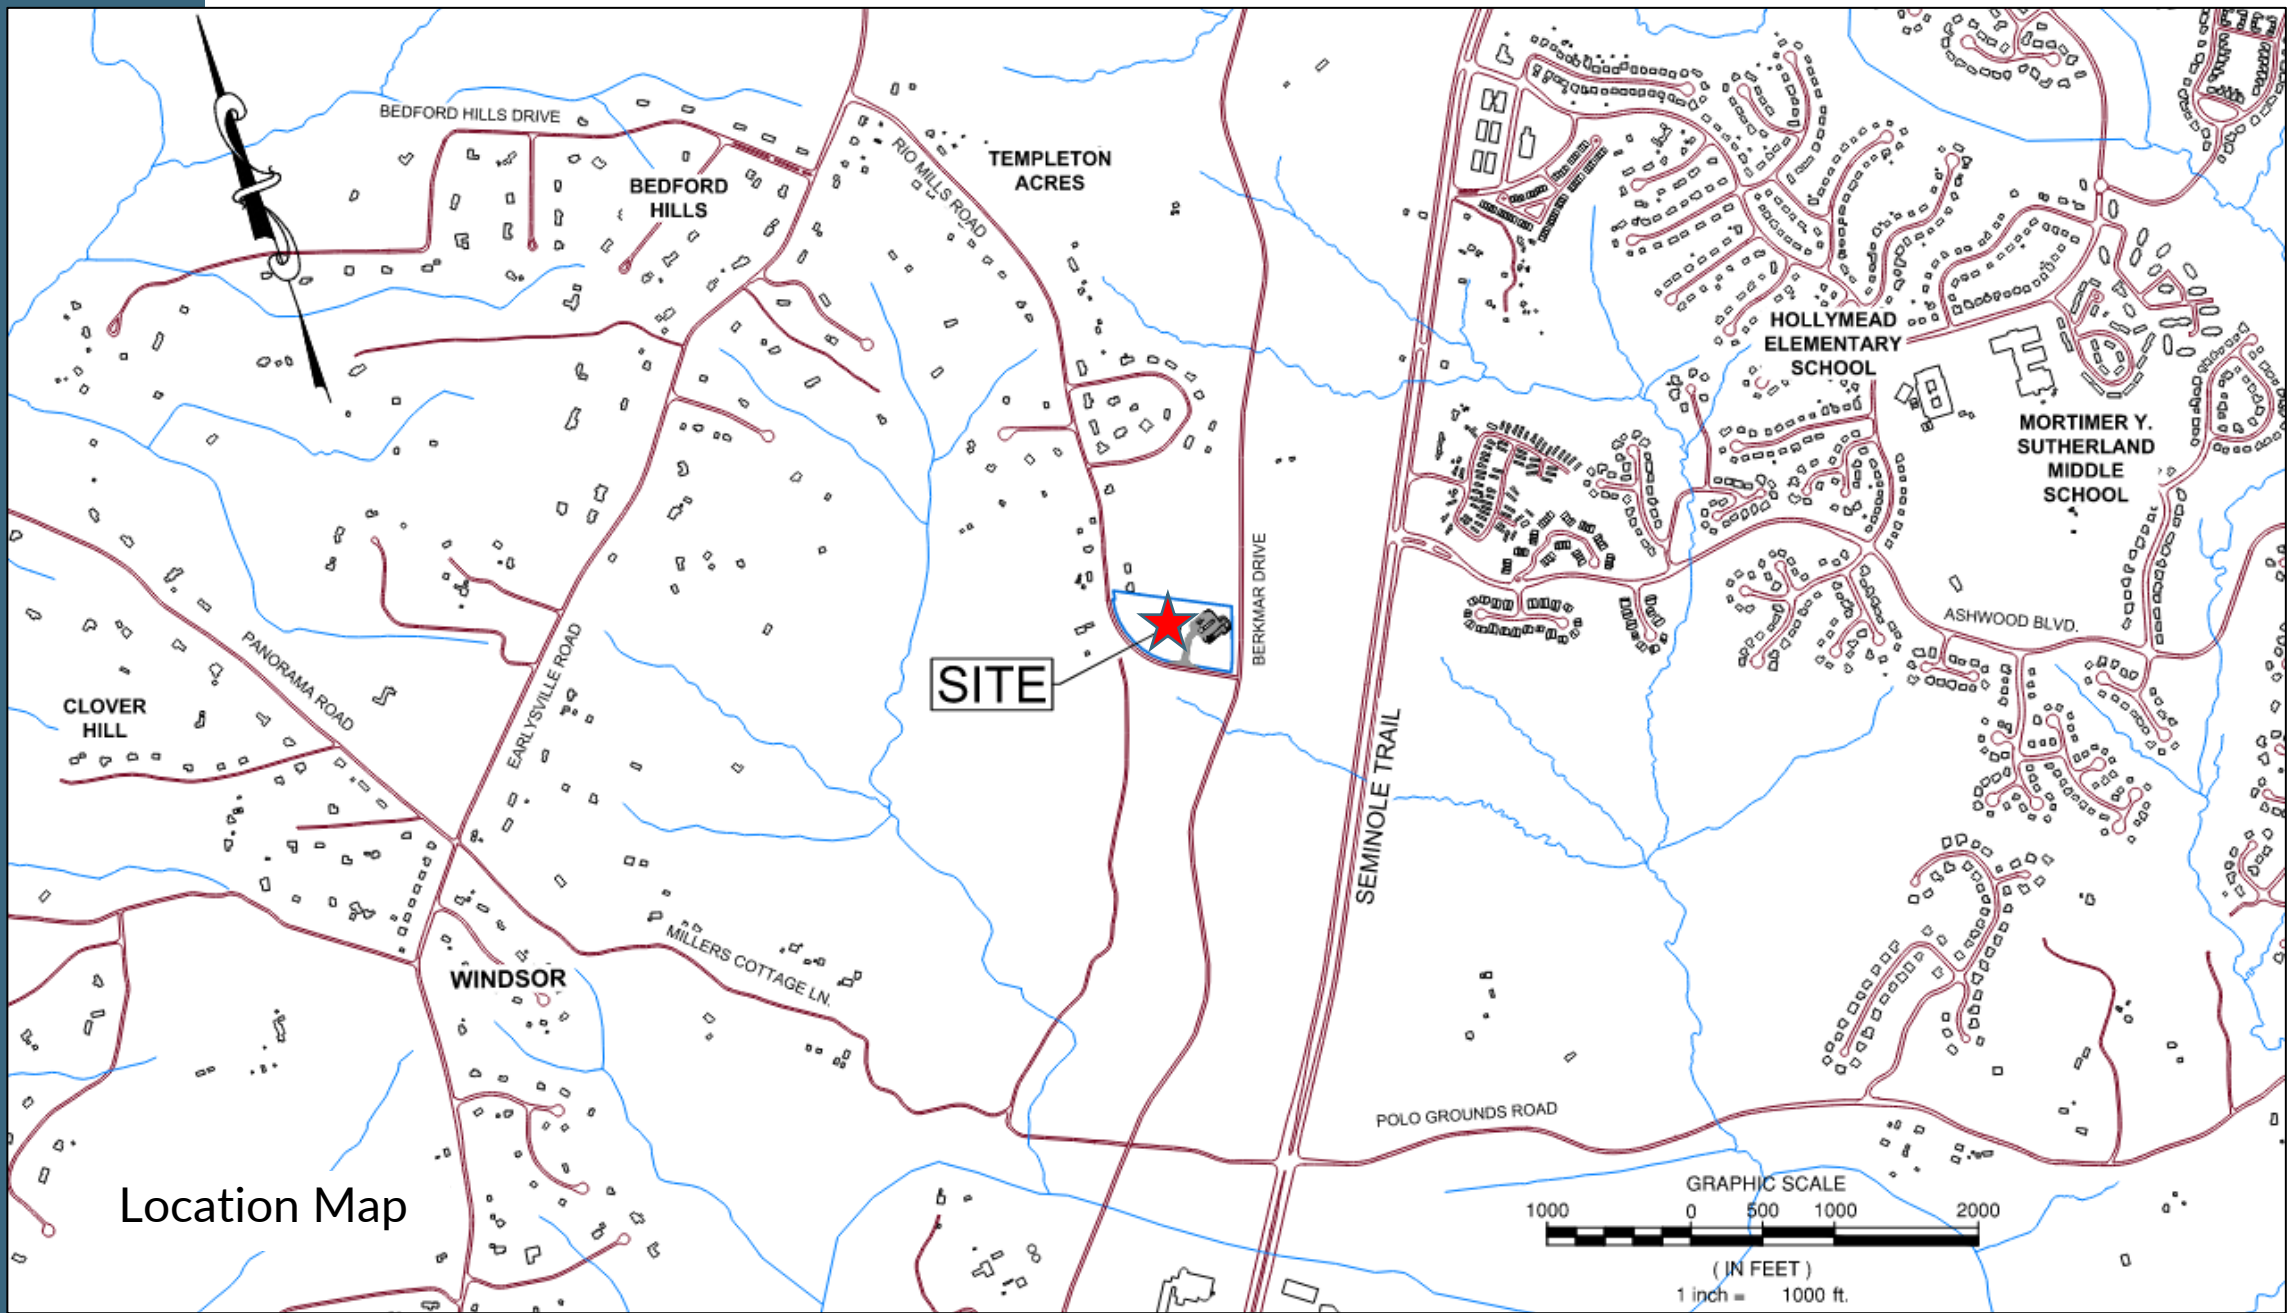 BEDFORD HILLS DRIVE
BEDFORD
HILLS
RIO MILLS ROAD
TEMPLETON
ACRES
HOLLYMEAD
ELEMENTARY
SCHOOL
MORTIMER Y.
SUTHERLAND
MIDDLE
SCHOOL
BERKMAR DRIVE
ASHWOOD BLVD.
PANORAMA ROAD
EARLYSVILLE ROAD
SITE
CLOVER
HILL
SEMINOLE TRAIL
MILLERS COTTAGE LN.
WINDSOR
POLO GROUNDS ROAD
Location Map
GRAPHIC SCALE
1000 0 500 1000 2000
( IN FEET )
1 inch = 1000 ft.